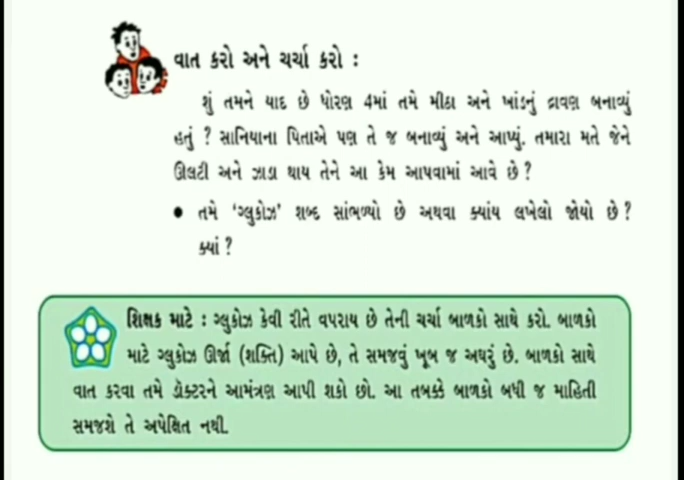 વાત કરો અને ચર્ચા કરો :
શું તમને યાદ છે ધોરણ 4માં તમે મીઠા અને ખાંડનું દ્રાવણ બનાવ્યું
હતું ? સાનિયાના પિતાએ પણ તે જ બનાવ્યું અને આપ્યું. તમારા મતે જેને
ઊલટી અને ઝાડા થાય તેને આ કેમ આપવામાં આવે છે ?
• તમે ‘ગ્લુકોઝ’ શબ્દ સાંભળ્યો છે અથવા ક્યાંય લખેલો જોયો છે ?
ક્યાં ?
શિક્ષક માટે : ગ્લુકોઝ કેવી રીતે વપરાય છે તેની ચર્ચા બાળકો સાથે કરો. બાળકો
માટે ગ્લુકોઝ ઊર્જા (શક્તિ) આપે છે, તે સમજવું ખૂબ જ અઘરું છે. બાળકો સાથે
વાત કરવા તમે ડૉક્ટરને આમંત્રણ આપી શકો છો. આ તબક્કે બાળકો બધી જ માહિતી
સમજશે તે અપેક્ષિત નથી.